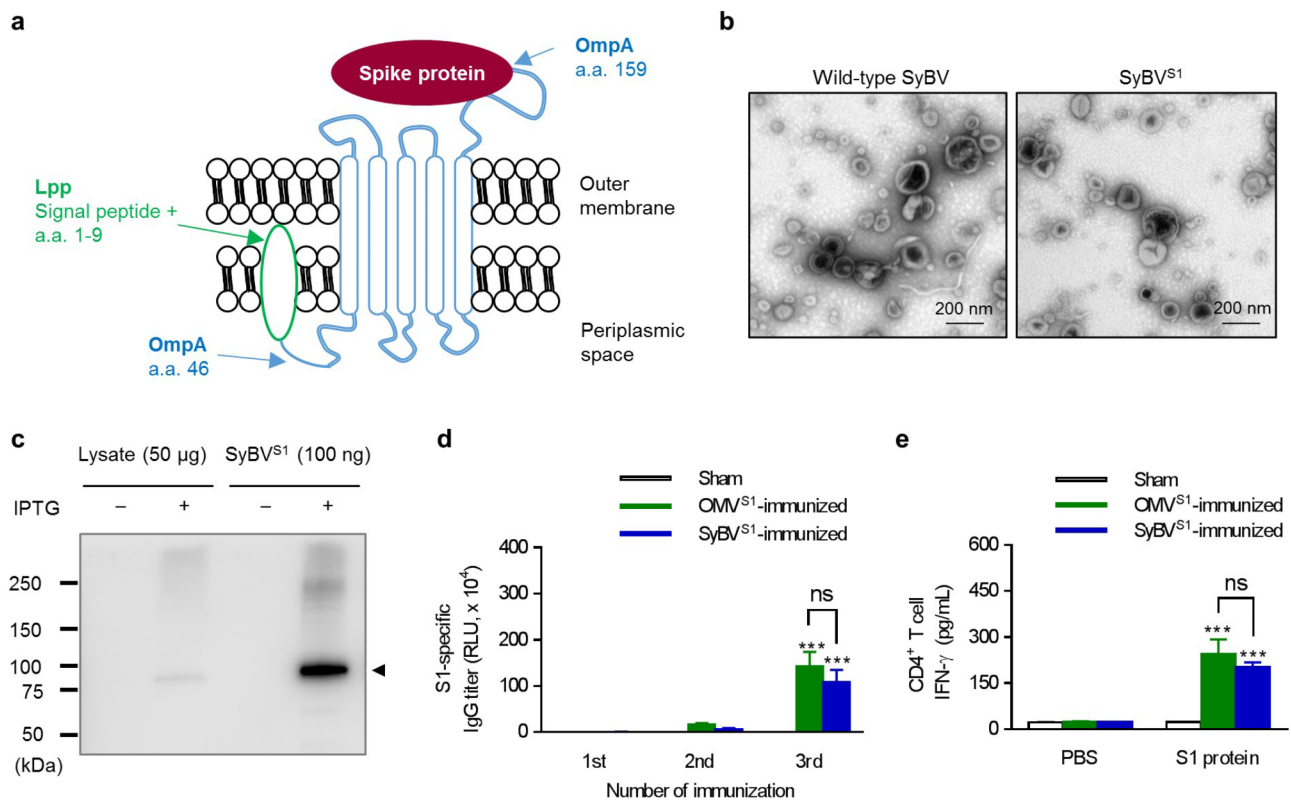 a
OmpA
a.a. 159
Spike protein
Lpp
Signal peptide +
a.a. 1-9
Outer
membrane
OmpA
a.a. 46
Periplasmic
space
b
Wild-type SyBV
SyBV^S1
200 nm
200 nm
c
Lysate (50 µg)
SyBV^S1 (100 ng)
IPTG
–
+
–
+
250
150
100
75
50
(kDa)
d
Sham
OMV^S1-immunized
SyBV^S1-immunized
S1-specific
IgG titer (RLU, x 10^4)
400
300
200
100
0
ns
***
***
1st
2nd
3rd
Number of immunization
e
Sham
OMV^S1-immunized
SyBV^S1-immunized
CD4^+ T cell
IFN-γ (pg/mL)
600
450
300
150
0
ns
***
***
PBS
S1 protein